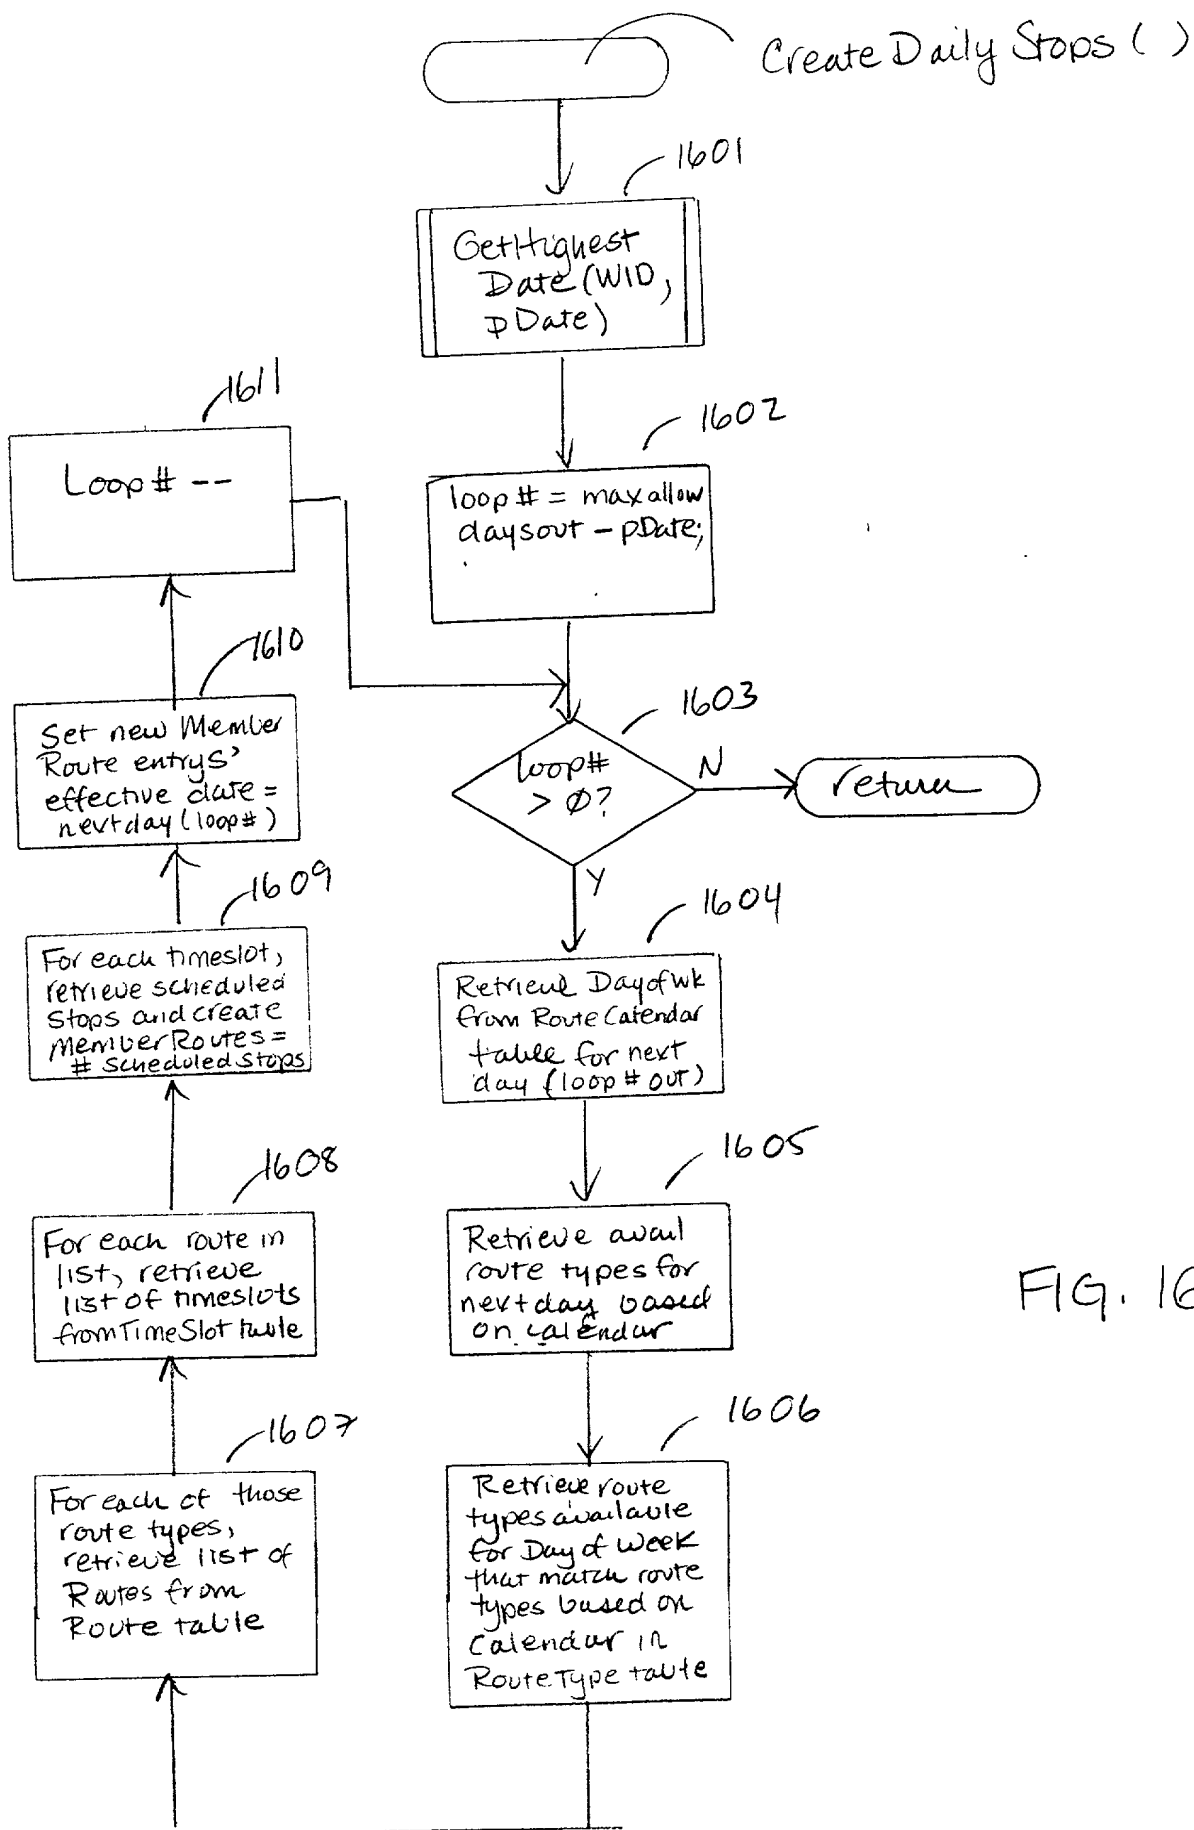 Create Daily Stops ( )
1601
GetHighest
Date (WID,
pDate)
1602
loop # = max allow
daysout - pDate;
1603
loop#
> Ø?
N
return
Y
1604
Retrieve Day of wk
from Route Calendar
table for next
day (loop # out)
1605
Retrieve avail
route types for
next day based
on calendar
1606
Retrieve route
types available
for Day of Week
that match route
types based on
Calendar in
RouteType table
1607
For each of those
route types,
retrieve list of
Routes from
Route table
1608
For each route in
list, retrieve
list of timeslots
from TimeSlot table
1609
For each timeslot,
retrieve scheduled
Stops and create
MemberRoutes =
# Scheduled Stops
1610
Set new Member
Route entrys'
effective date =
nextday (loop #)
1611
Loop # --
FIG. 16